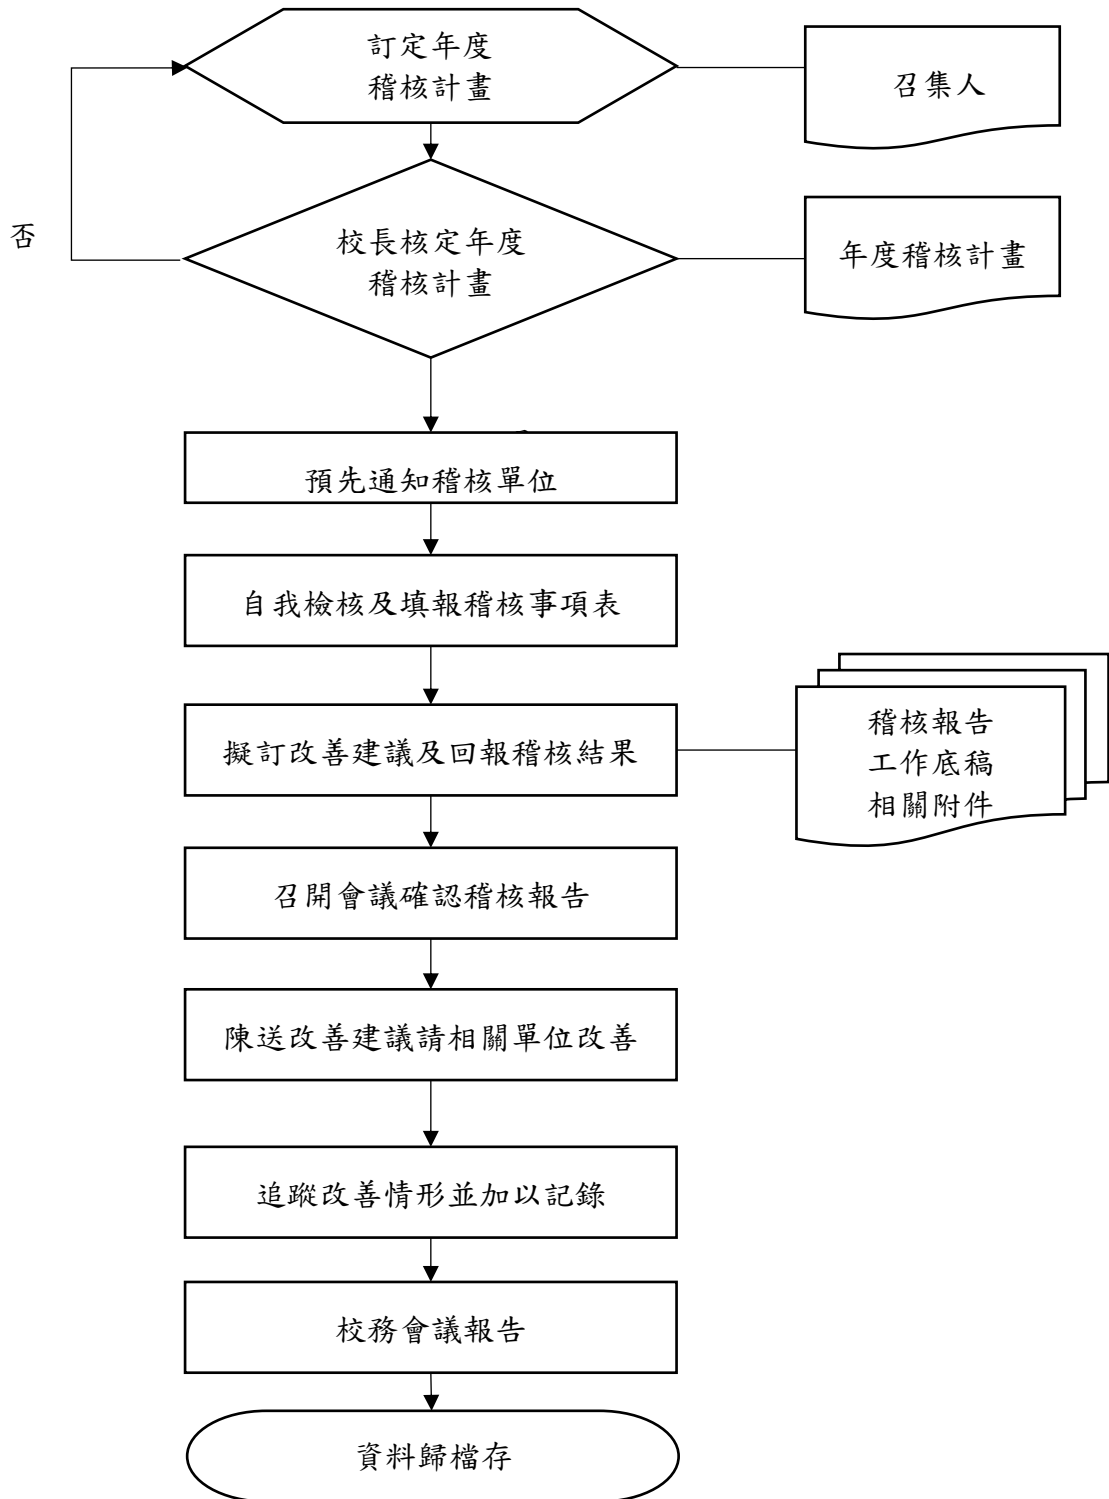 訂定年度
稽核計畫
召集人
否
校長核定年度
稽核計畫
年度稽核計畫
預先通知稽核單位
自我檢核及填報稽核事項表
擬訂改善建議及回報稽核結果
稽核報告
工作底稿
相關附件
召開會議確認稽核報告
陳送改善建議請相關單位改善
追蹤改善情形並加以記錄
校務會議報告
資料歸檔存